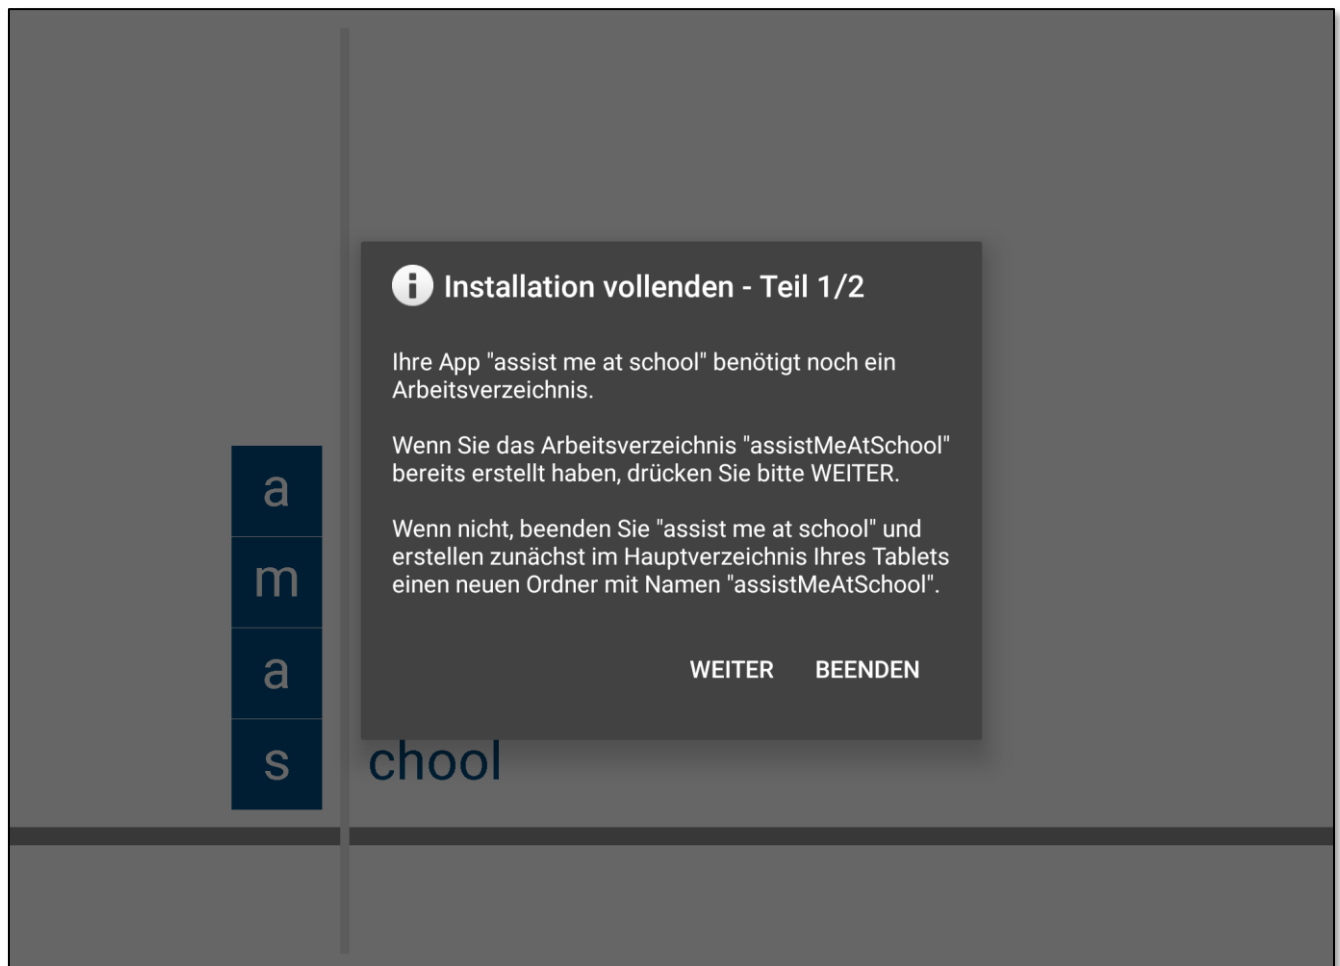 Installation vollenden - Teil 1/2
Ihre App "assist me at school" benötigt noch ein
Arbeitsverzeichnis.
Wenn Sie das Arbeitsverzeichnis "assistMeAtSchool"
bereits erstellt haben, drücken Sie bitte WEITER.
Wenn nicht, beenden Sie "assist me at school" und
erstellen zunächst im Hauptverzeichnis Ihres Tablets
einen neuen Ordner mit Namen "assistMeAtSchool".
WEITER BEENDEN
a
m
a
s chool